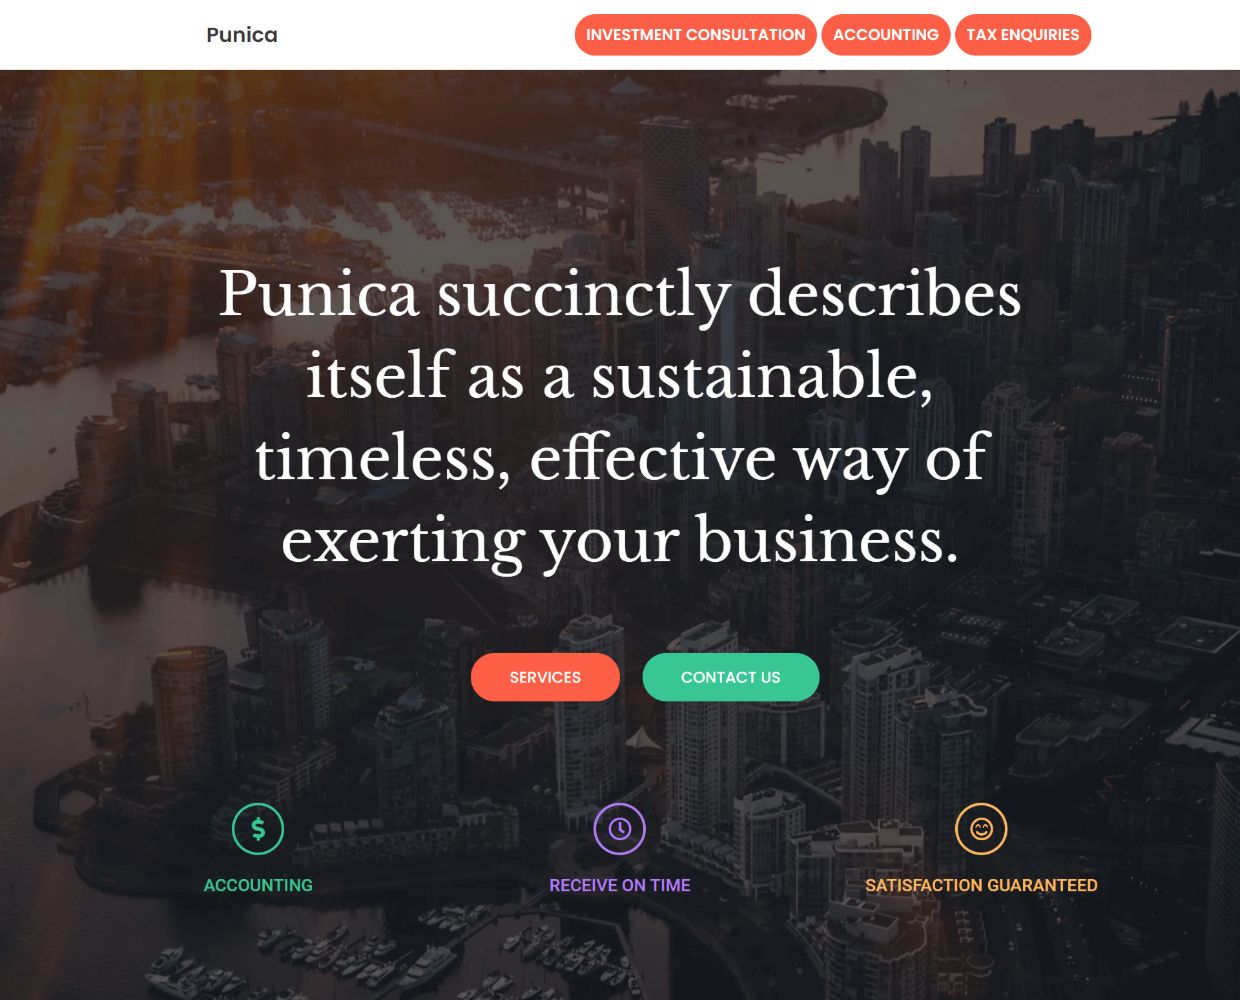 Punica
INVESTMENT CONSULTATION
ACCOUNTING
TAX ENQUIRIES
Punica succinctly describes
itself as a sustainable,
timeless, effective way of
exerting your business.
SERVICES
CONTACT US
ACCOUNTING
RECEIVE ON TIME
SATISFACTION GUARANTEED